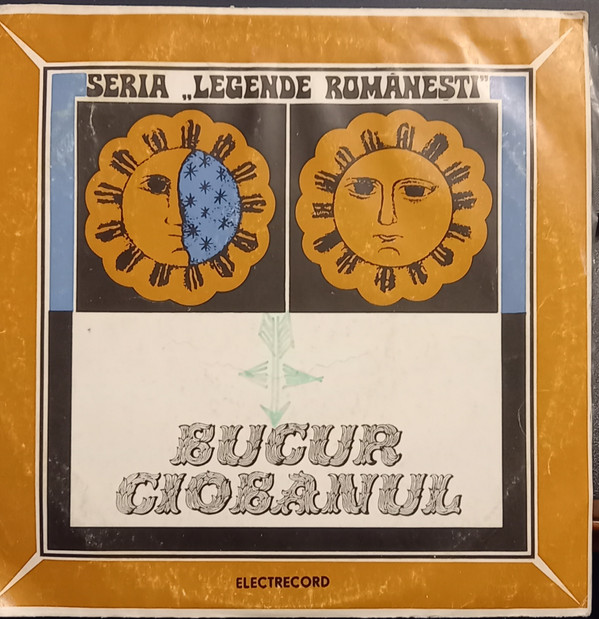 SERIA „LEGENDE ROMÂNEȘTI”
BUCUR
CIOBANUL
ELECTRECORD